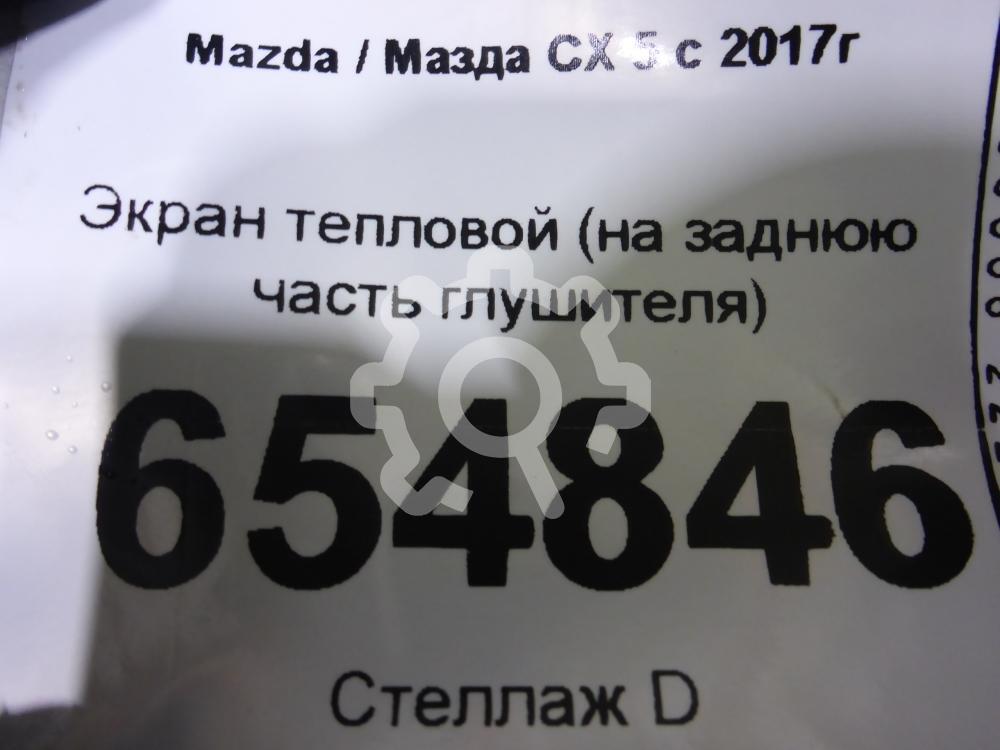 Mazda / Мазда CX 5 с 2017г
Экран тепловой (на заднюю
часть глушителя)
654846
Стеллаж D